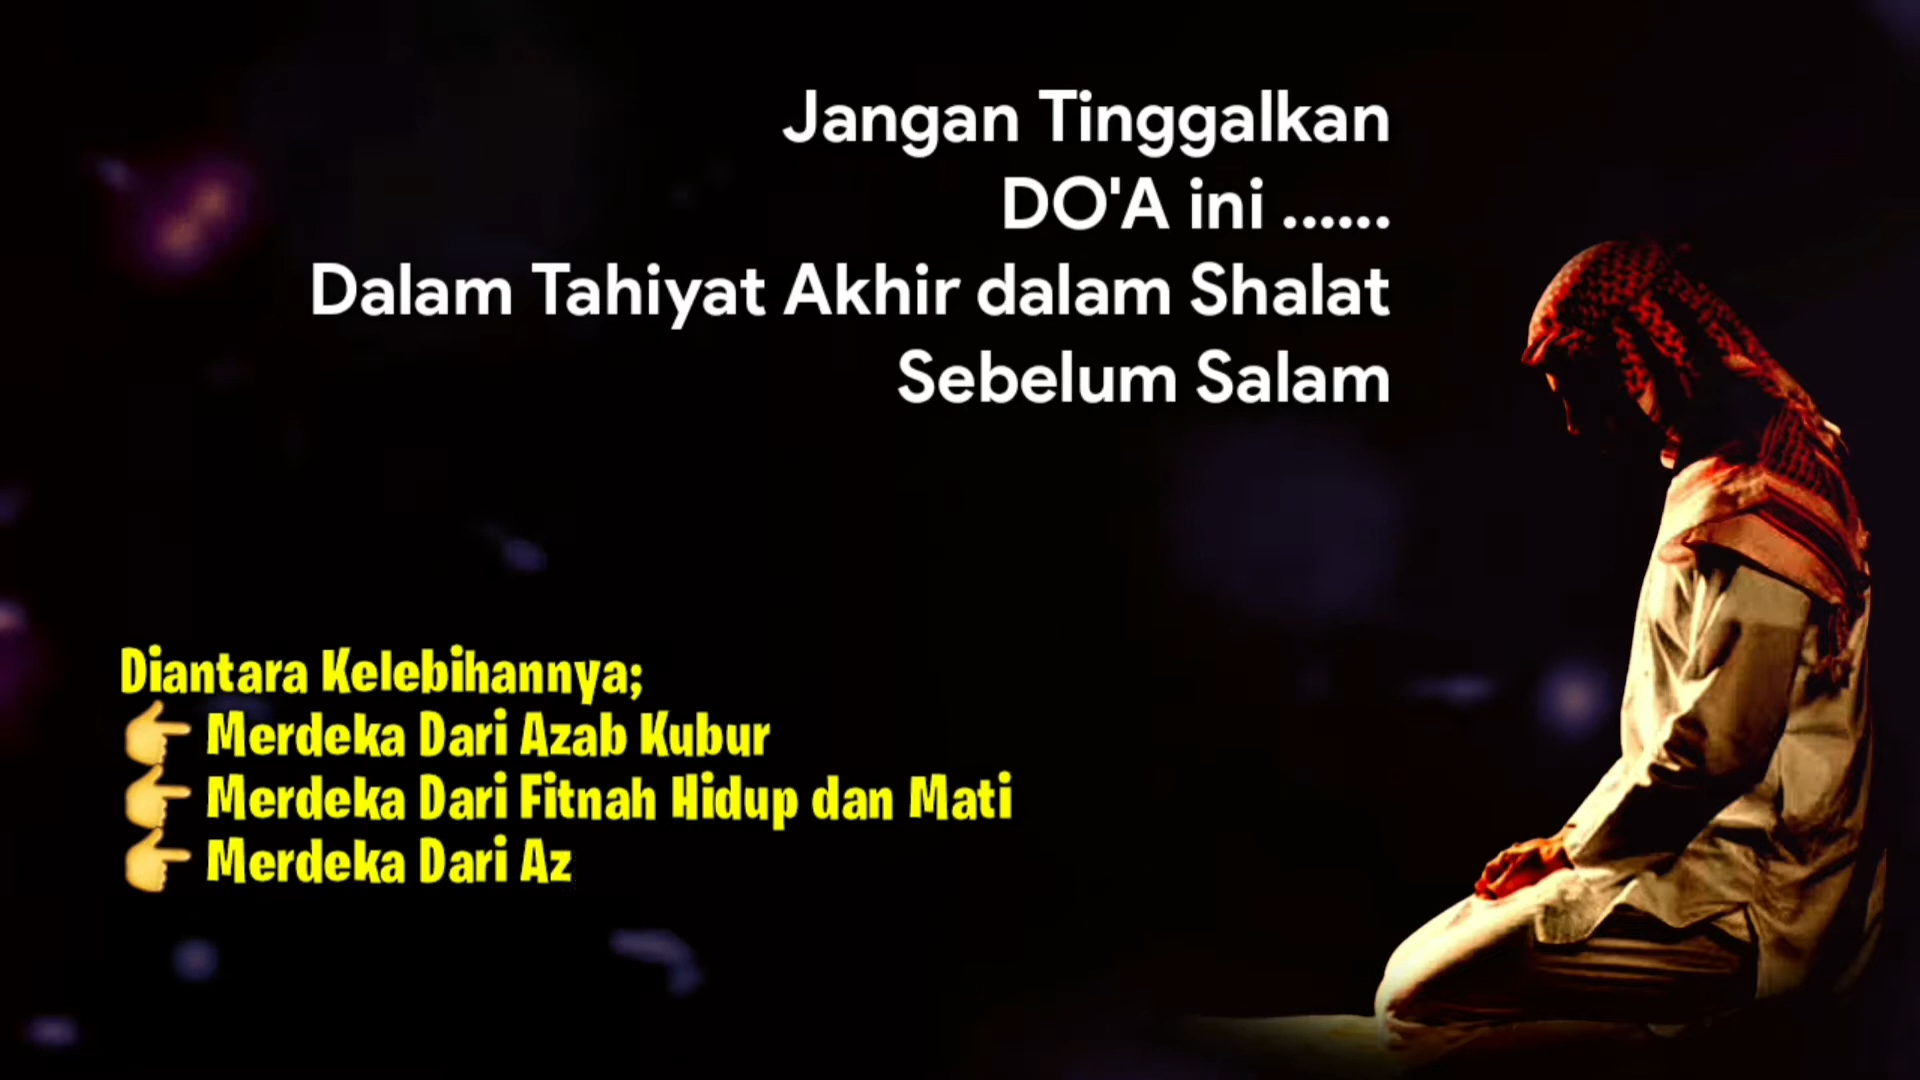 Jangan Tinggalkan
DO'A ini ......
Dalam Tahiyat Akhir dalam Shalat
Sebelum Salam
Diantara Kelebihannya;
👉 Merdeka Dari Azab Kubur
👉 Merdeka Dari Fitnah Hidup dan Mati
👉 Merdeka Dari Az